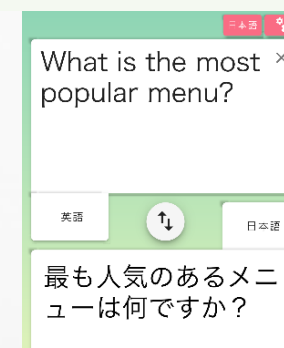 日本語
What is the most ×
popular menu?
英語
日本語
最も人気のあるメニ
ューは何ですか？